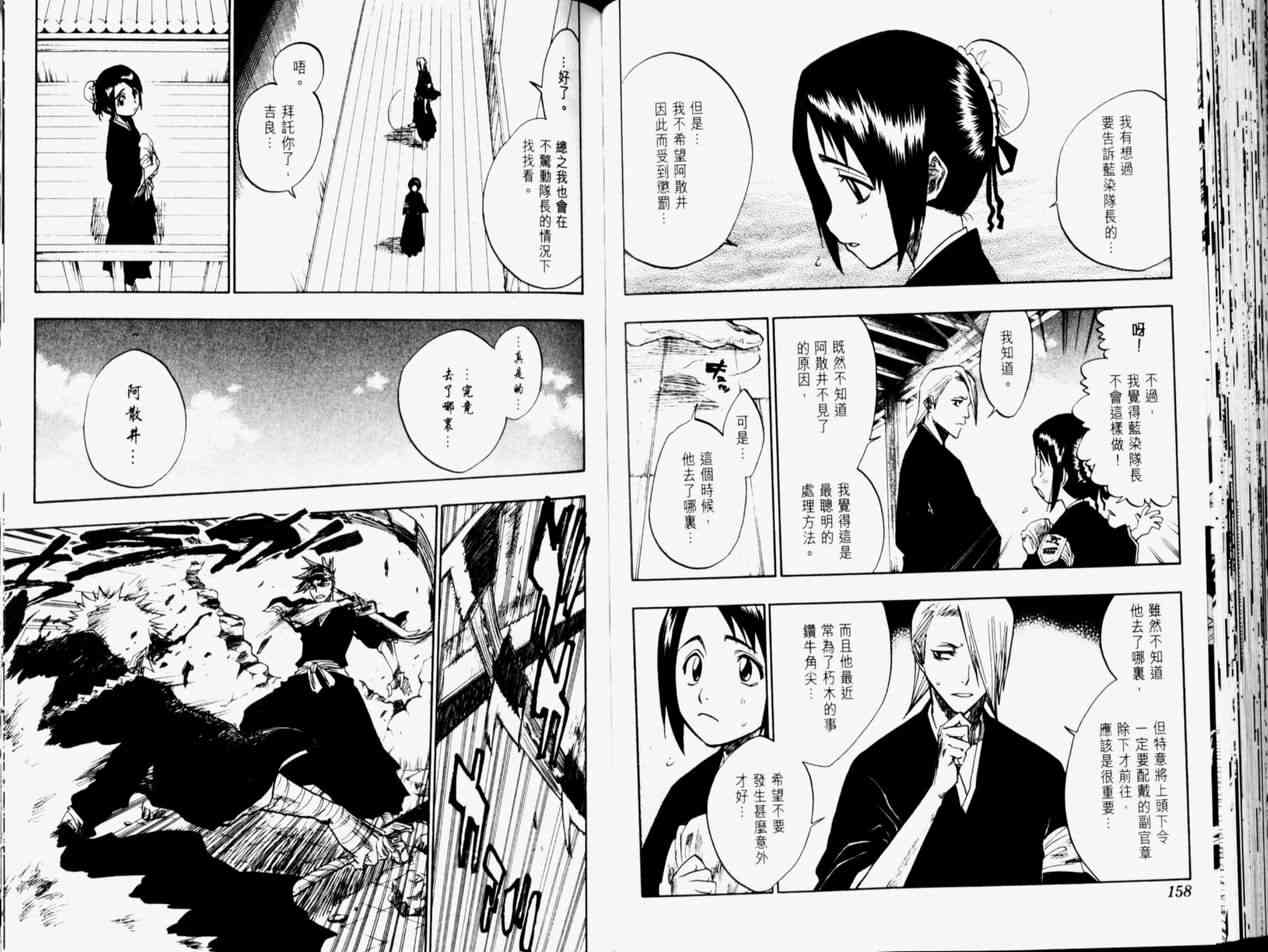 我有想過
要告訴藍染隊長的…
但是…
我不希望阿散井
因此而受到懲罰…
呀！
不過，
我覺得藍染隊長
不會這樣做！
我知道。
既然不知道
阿散井不見了
的原因，
我覺得這是
最聰明的
處理方法。
可是…
這個時候，
他去了哪裏…
雖然不知道
他去了哪裏，
但特意將上頭下令
一定要配戴的副官章
除下才前往，
應該是很重要…
而且他最近
常為了朽木的事
鑽牛角尖…
希望不要
發生甚麼意外
才好…
158
…好了。
總之我也會在
不驚動隊長的情況下
找找看。
唔。
拜託你了，
吉良…
…真是的…
…究竟
去了哪裏…
阿散井…